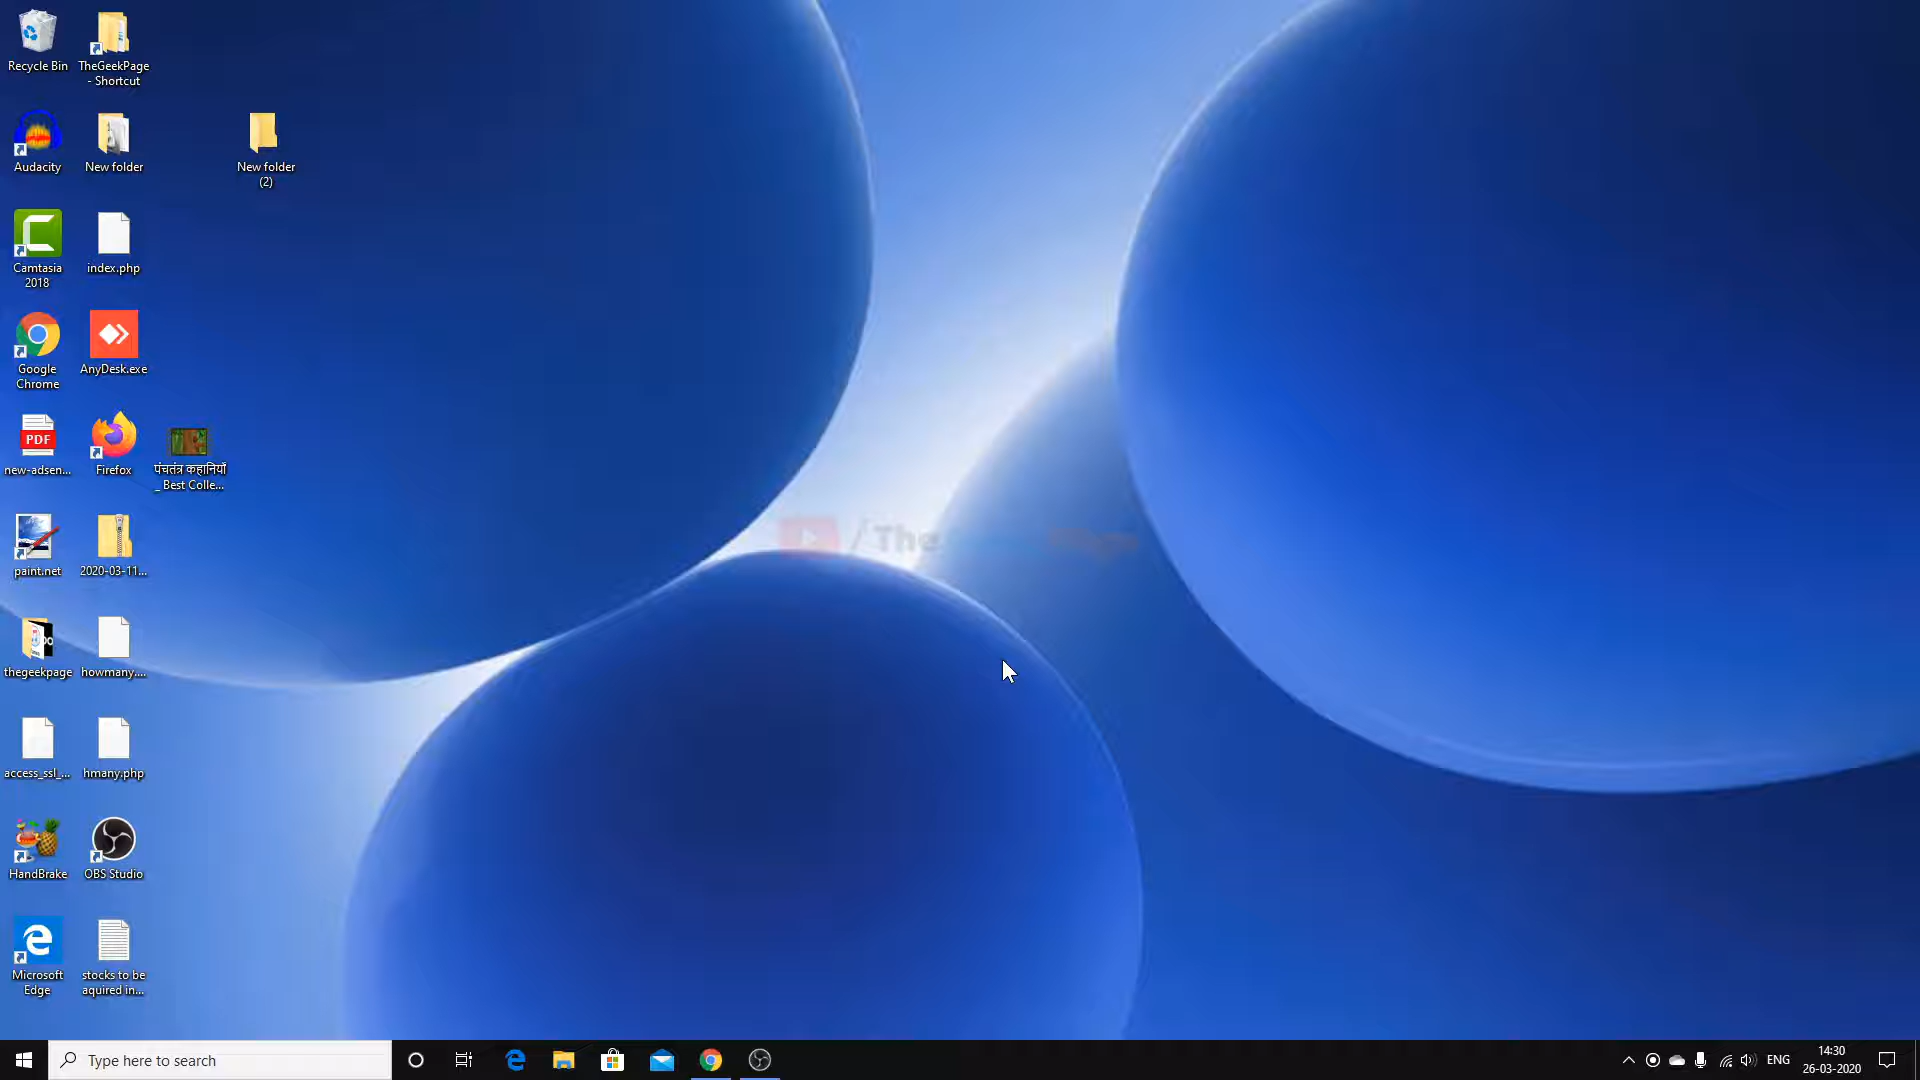 Recycle Bin
TheGeekPage
- Shortcut
Audacity
New folder
New folder
(2)
Camtasia
2018
index.php
Google
Chrome
AnyDesk.exe
PDF
new-adsen...
Firefox
पंचतंत्र कहानियाँ
_ Best Colle...
paint.net
2020-03-11...
thegeekpage
howmany....
access_ssl_...
hmany.php
HandBrake
OBS Studio
Microsoft
Edge
stocks to be
aquired in...
/ The
Type here to search
ENG
14:30
26-03-2020